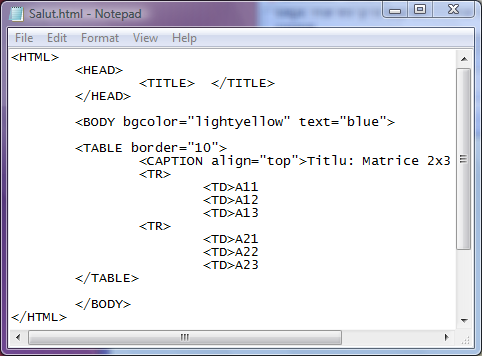 Salut.html - Notepad
File Edit Format View Help
<HTML>
<HEAD>
<TITLE> </TITLE>
</HEAD>
<BODY bgcolor="lightyellow" text="blue">
<TABLE border="10">
<CAPTION align="top">Titlu: Matrice 2x3
<TR>
<TD>A11
<TD>A12
<TD>A13
<TR>
<TD>A21
<TD>A22
<TD>A23
</TABLE>
</BODY>
</HTML>